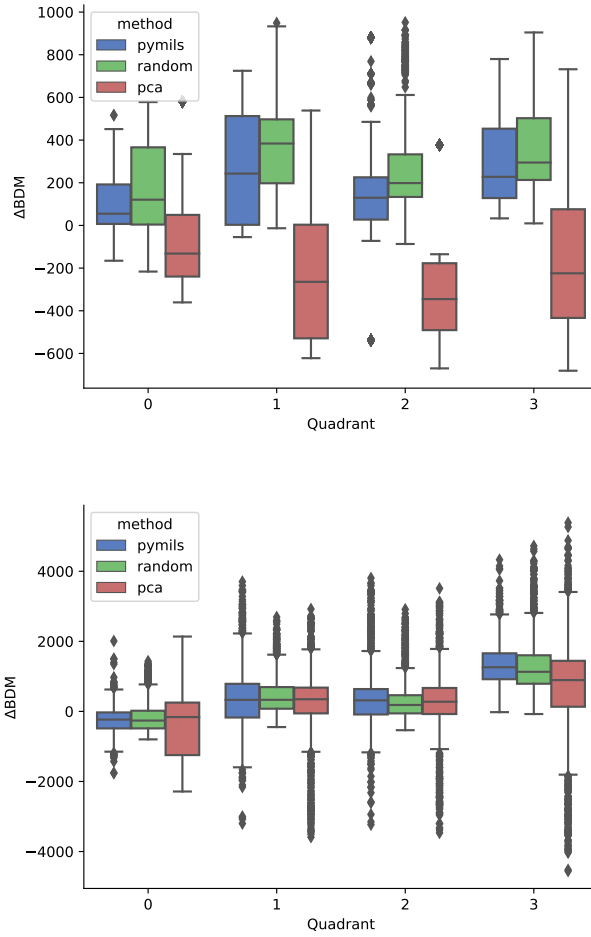 method
pymils
random
pca
1000
800
600
400
200
0
−200
−400
−600
ΔBDM
0 1 2 3
Quadrant
method
pymils
random
pca
4000
2000
0
−2000
−4000
ΔBDM
0 1 2 3
Quadrant